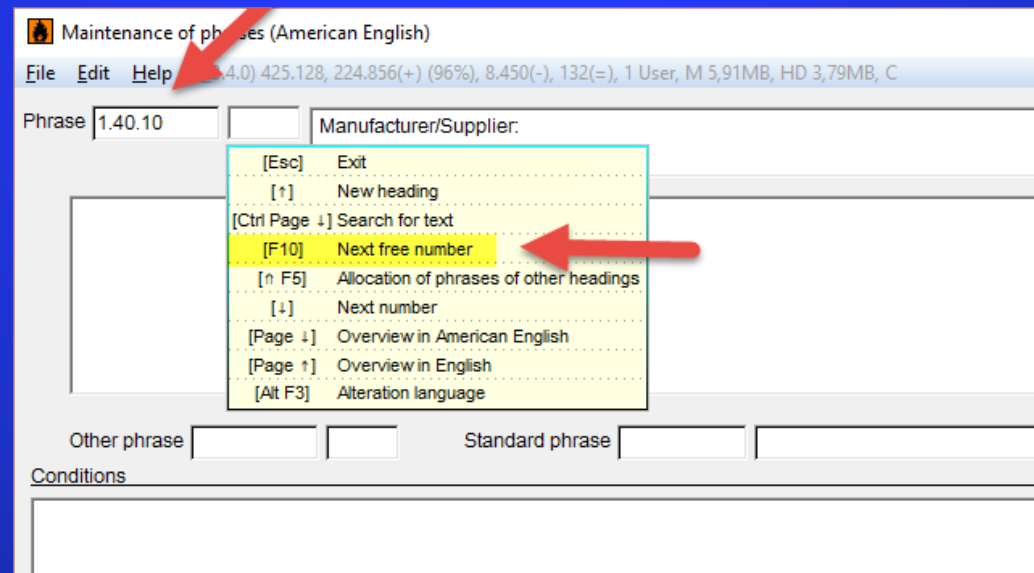 Maintenance of phrases (American English)
File Edit Help 4.0) 425.128, 224.856(+) (96%), 8.450(-), 132(=), 1 User, M 5,91MB, HD 3,79MB, C
Phrase 1.40.10 Manufacturer/Supplier:
[Esc] Exit
[↑] New heading
[Ctrl Page ↓] Search for text
[F10] Next free number
[⇑ F5] Allocation of phrases of other headings
[↓] Next number
[Page ↓] Overview in American English
[Page ↑] Overview in English
[Alt F3] Alteration language
Other phrase Standard phrase
Conditions